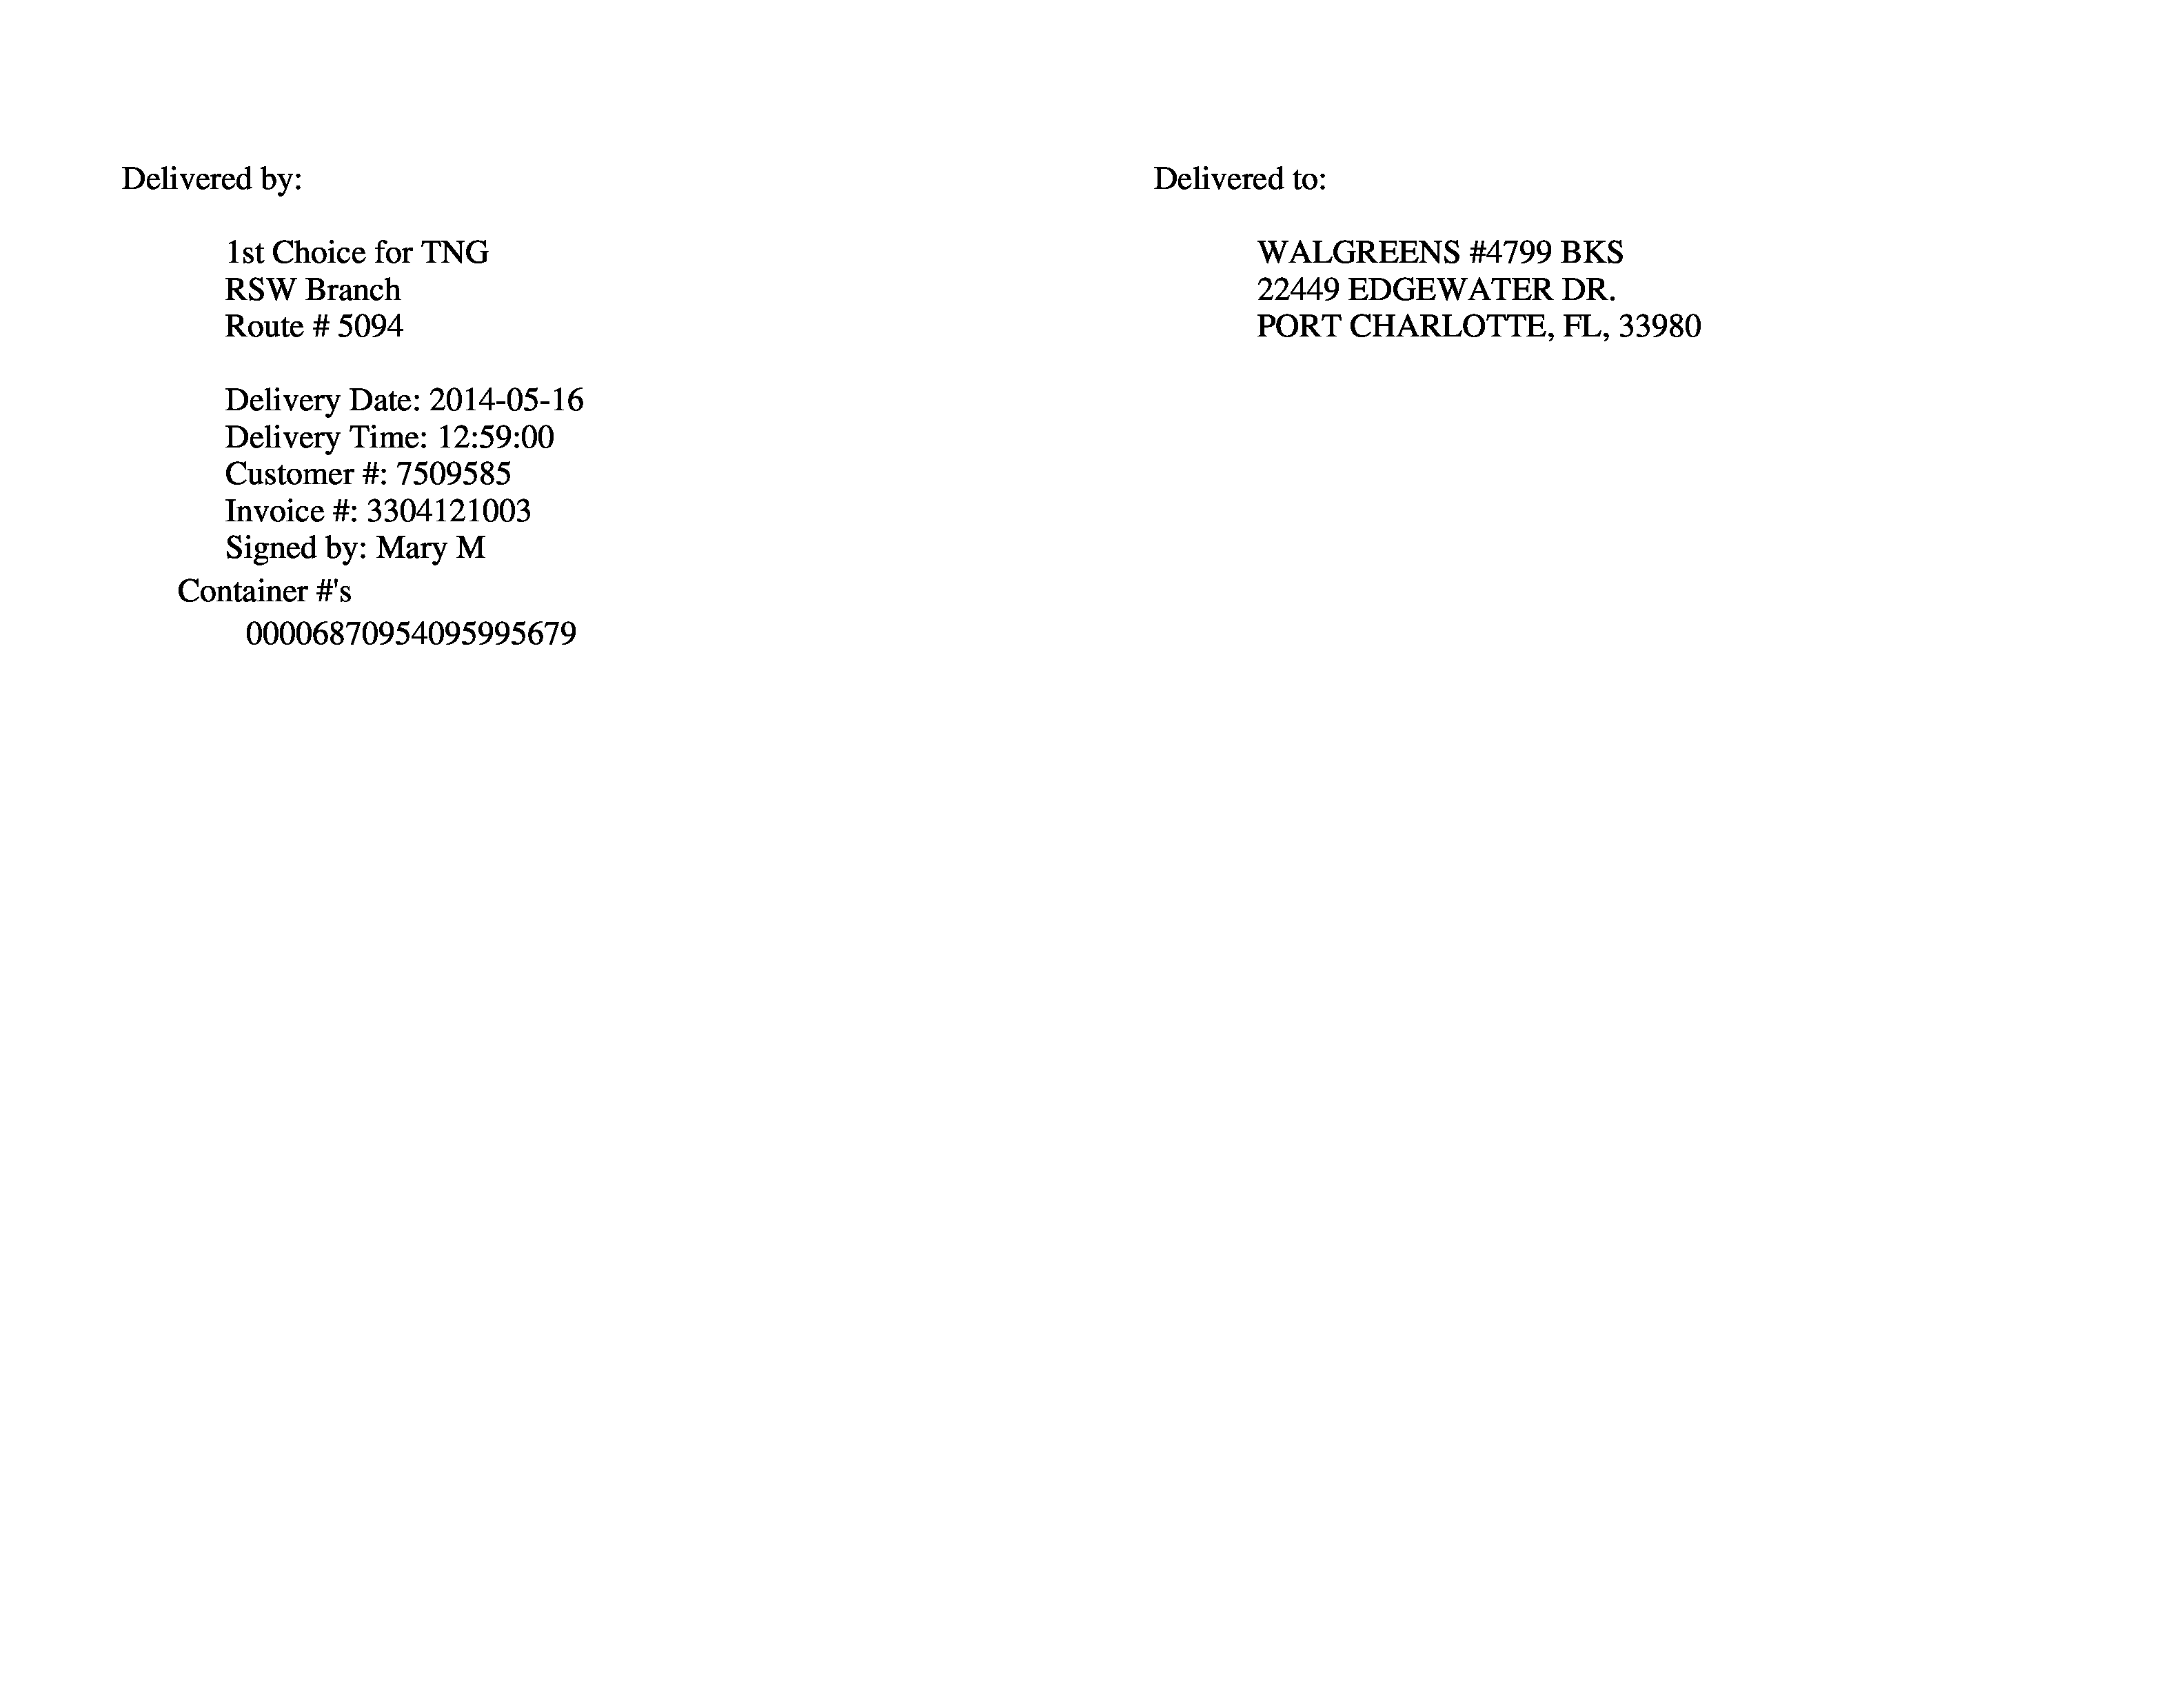 Delivered by:
1st Choice for TNG
RSW Branch
Route # 5094
Delivery Date: 2014-05-16
Delivery Time: 12:59:00
Customer #: 7509585
Invoice #: 3304121003
Signed by: Mary M
Container #'s
00006870954095995679
Delivered to:
WALGREENS #4799 BKS
22449 EDGEWATER DR.
PORT CHARLOTTE, FL, 33980